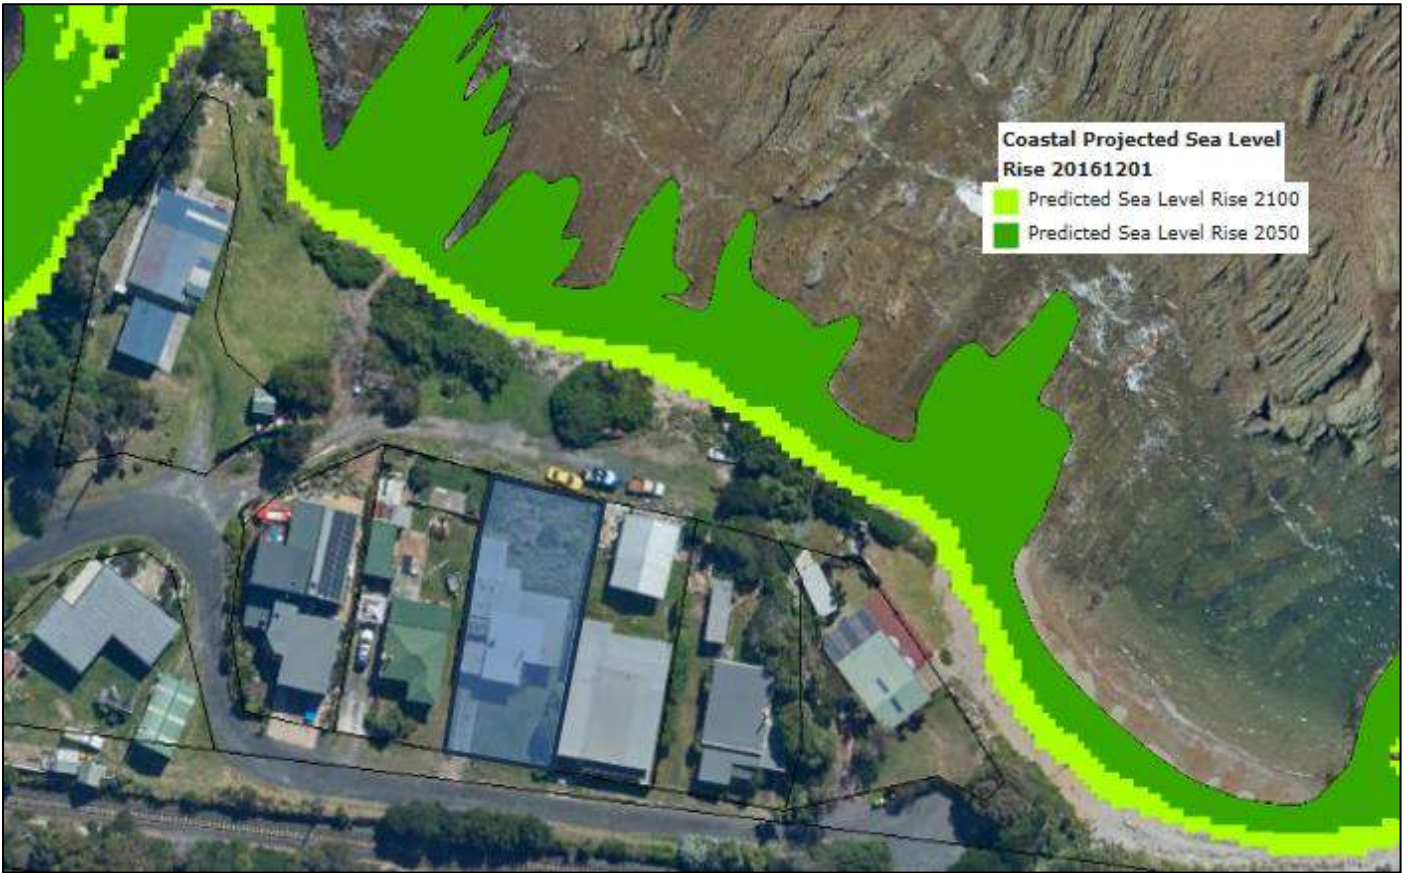 Coastal Projected Sea Level
Rise 20161201
Predicted Sea Level Rise 2100
Predicted Sea Level Rise 2050